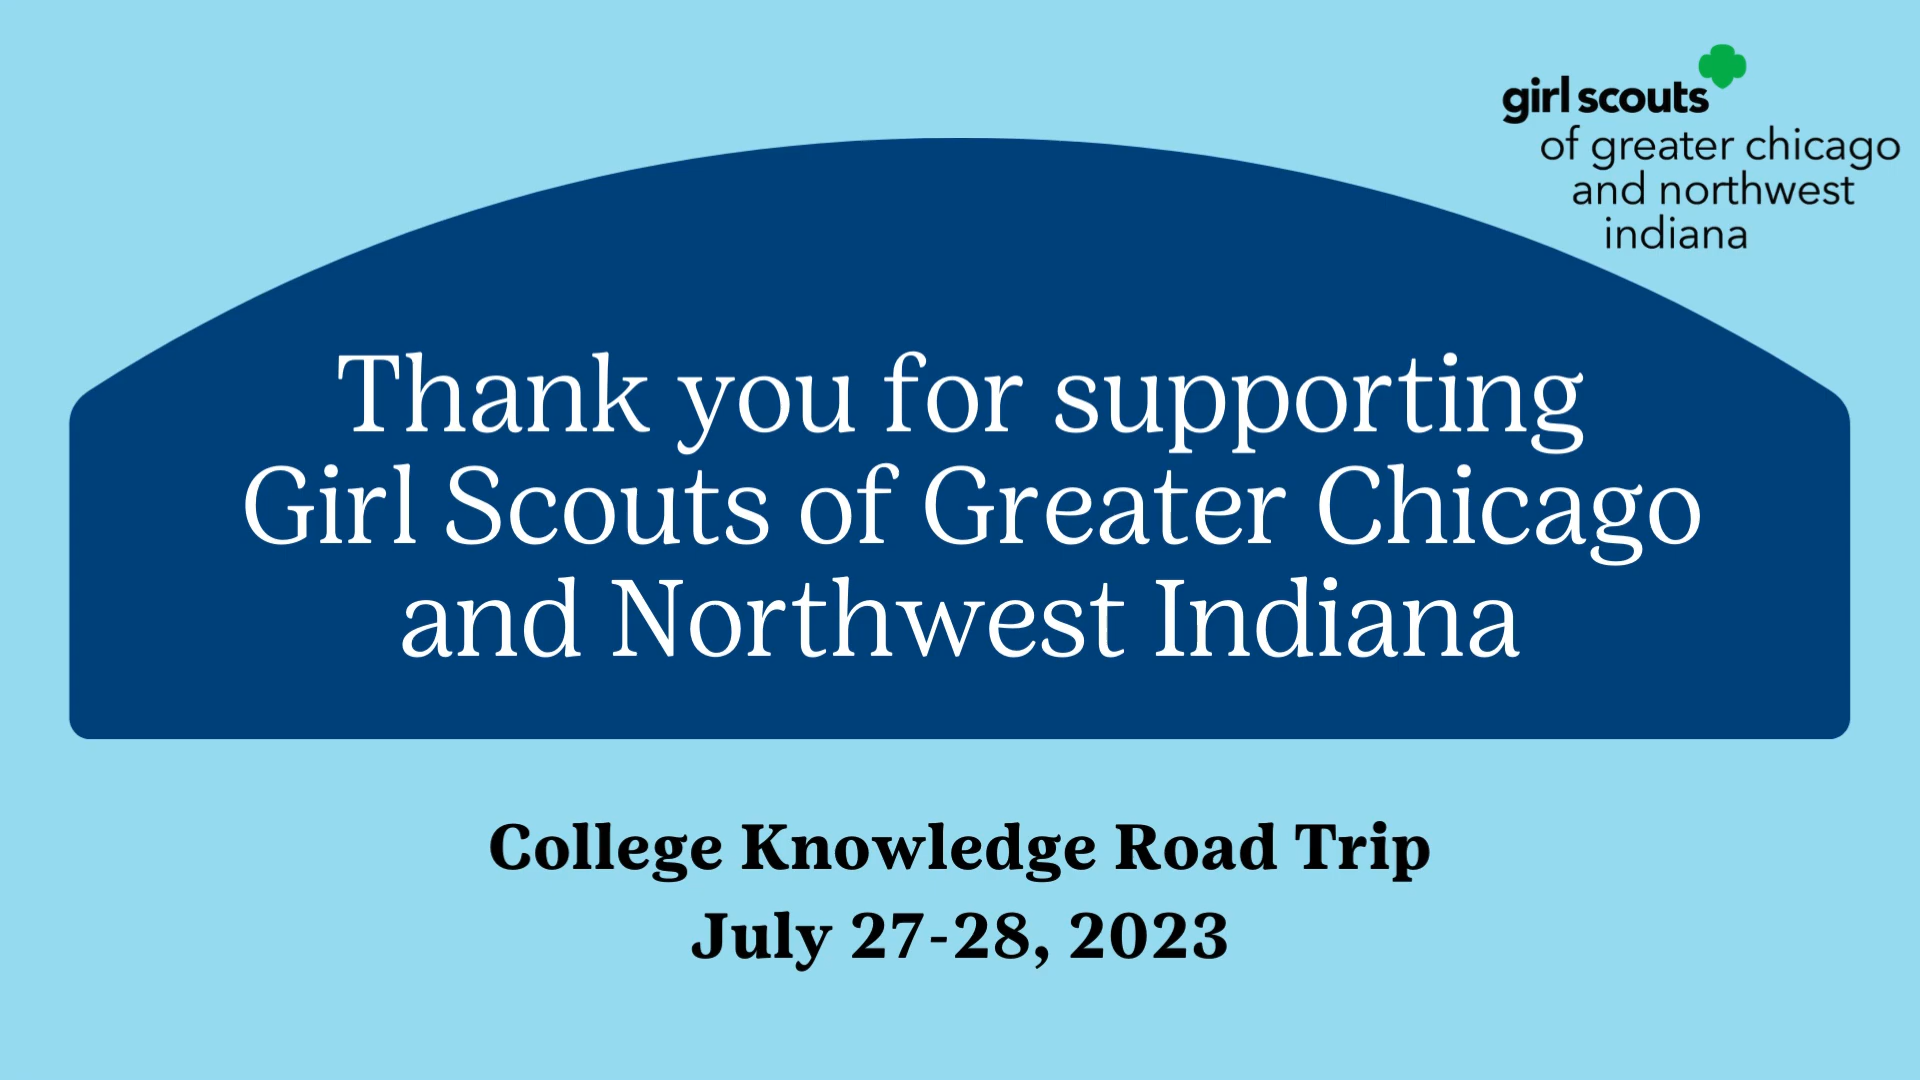 girl scouts
of greater chicago
and northwest
indiana
Thank you for supporting
Girl Scouts of Greater Chicago
and Northwest Indiana
College Knowledge Road Trip
July 27-28, 2023